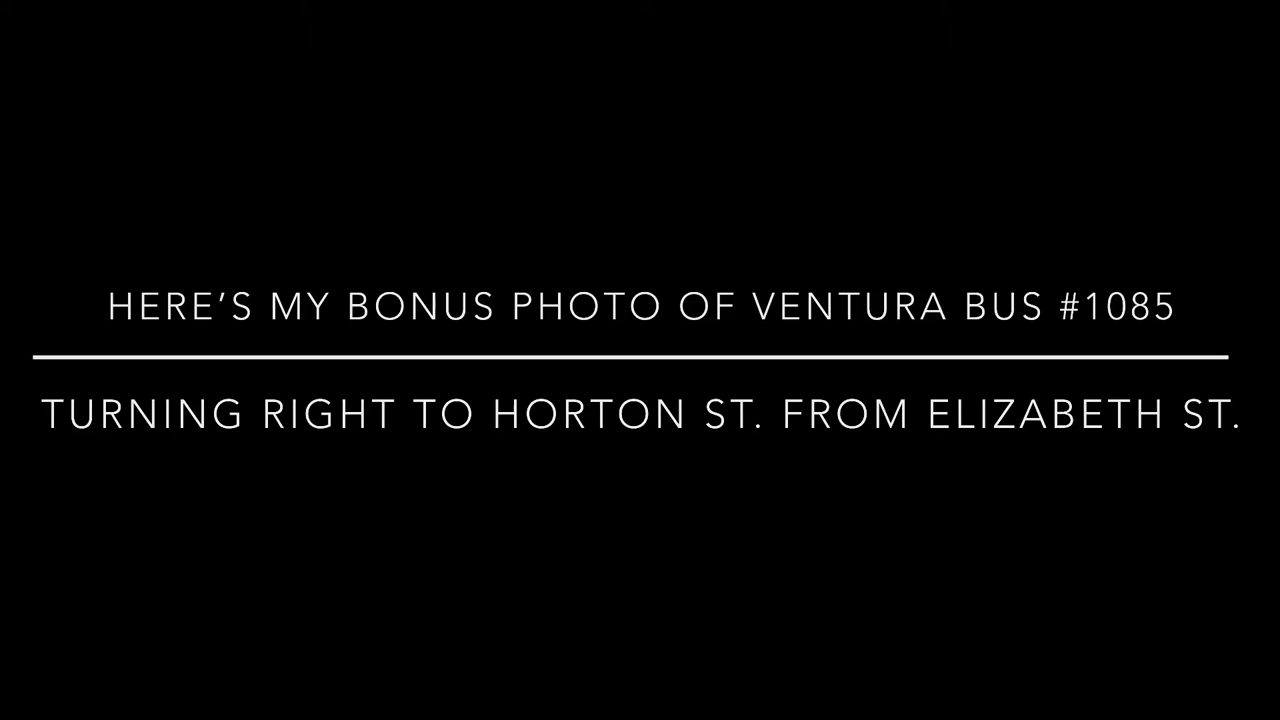 HERE’S MY BONUS PHOTO OF VENTURA BUS #1085
TURNING RIGHT TO HORTON ST. FROM ELIZABETH ST.